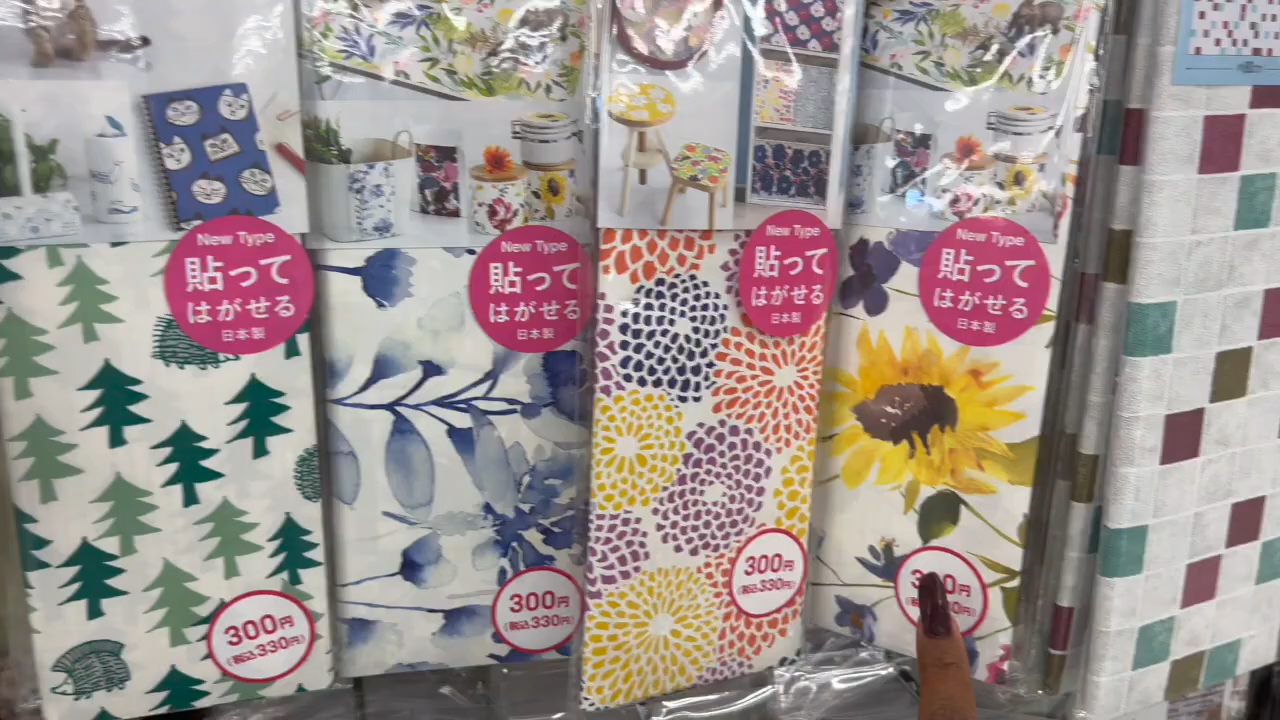 New Type
貼って
はがせる
日本製
New Type
貼って
はがせる
日本製
New Type
貼って
はがせる
日本製
New Type
貼って
はがせる
日本製
300円
(税込330円)
300円
(税込330円)
300円
(税込330円)